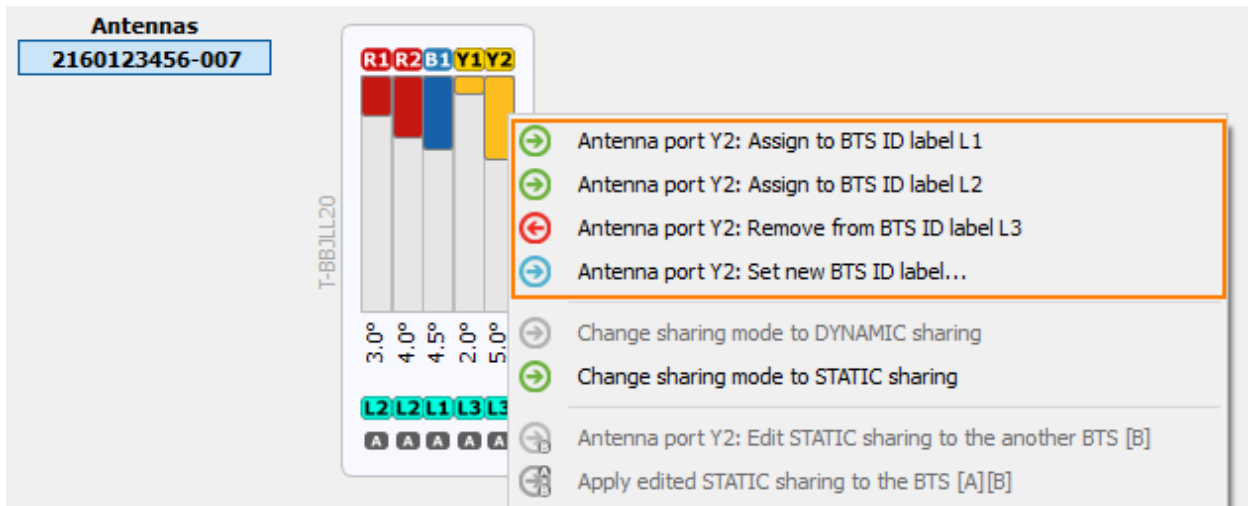 Antennas
2160123456-007
R1 R2 B1 Y1 Y2
T-BBJLL20
3.0° 4.0° 4.5° 2.0° 5.0°
L2 L2 L1 L3 L3
A A A A A
Antenna port Y2: Assign to BTS ID label L1
Antenna port Y2: Assign to BTS ID label L2
Antenna port Y2: Remove from BTS ID label L3
Antenna port Y2: Set new BTS ID label...
Change sharing mode to DYNAMIC sharing
Change sharing mode to STATIC sharing
B
Antenna port Y2: Edit STATIC sharing to the another BTS [B]
A
B
Apply edited STATIC sharing to the BTS [A][B]